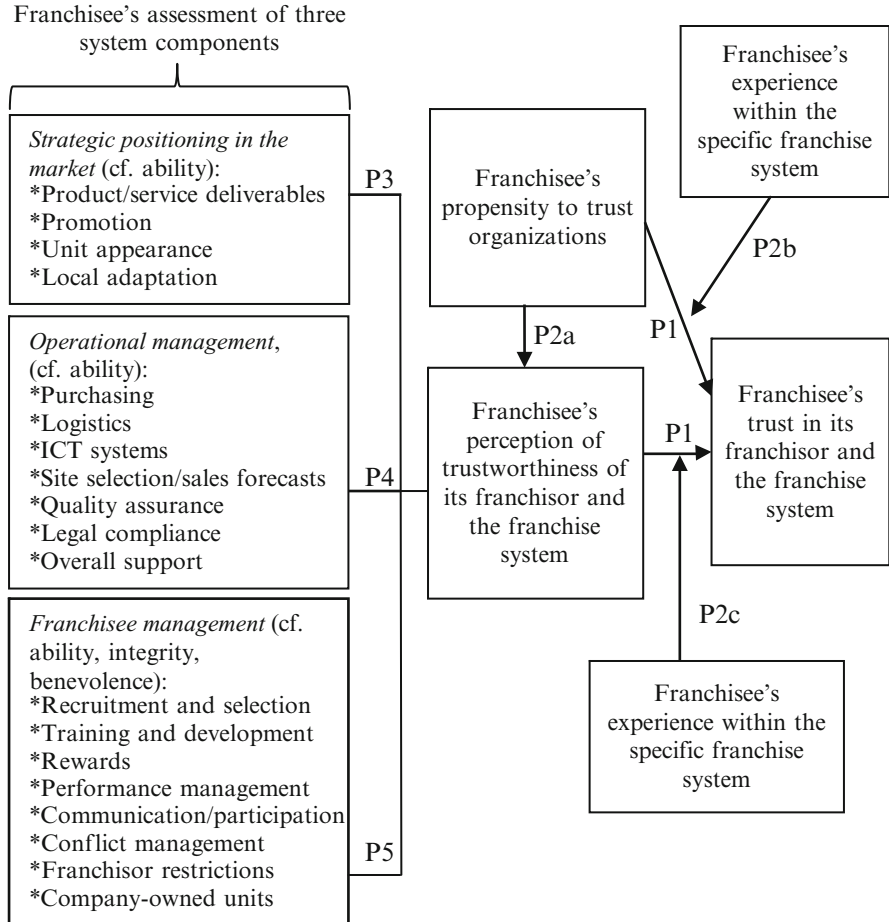 Franchisee's assessment of three
system components
Strategic positioning in the
market (cf. ability):
*Product/service deliverables
*Promotion
*Unit appearance
*Local adaptation
P3
Operational management,
(cf. ability):
*Purchasing
*Logistics
*ICT systems
*Site selection/sales forecasts
*Quality assurance
*Legal compliance
*Overall support
P4
Franchisee management (cf.
ability, integrity,
benevolence):
*Recruitment and selection
*Training and development
*Rewards
*Performance management
*Communication/participation
*Conflict management
*Franchisor restrictions
*Company-owned units
P5
Franchisee's
propensity to trust
organizations
P2a
Franchisee's
perception of
trustworthiness of
its franchisor and
the franchise
system
Franchisee's
experience
within the
specific franchise
system
P2b
P1
P1
Franchisee's
trust in its
franchisor and
the franchise
system
P2c
Franchisee's
experience within the
specific franchise
system